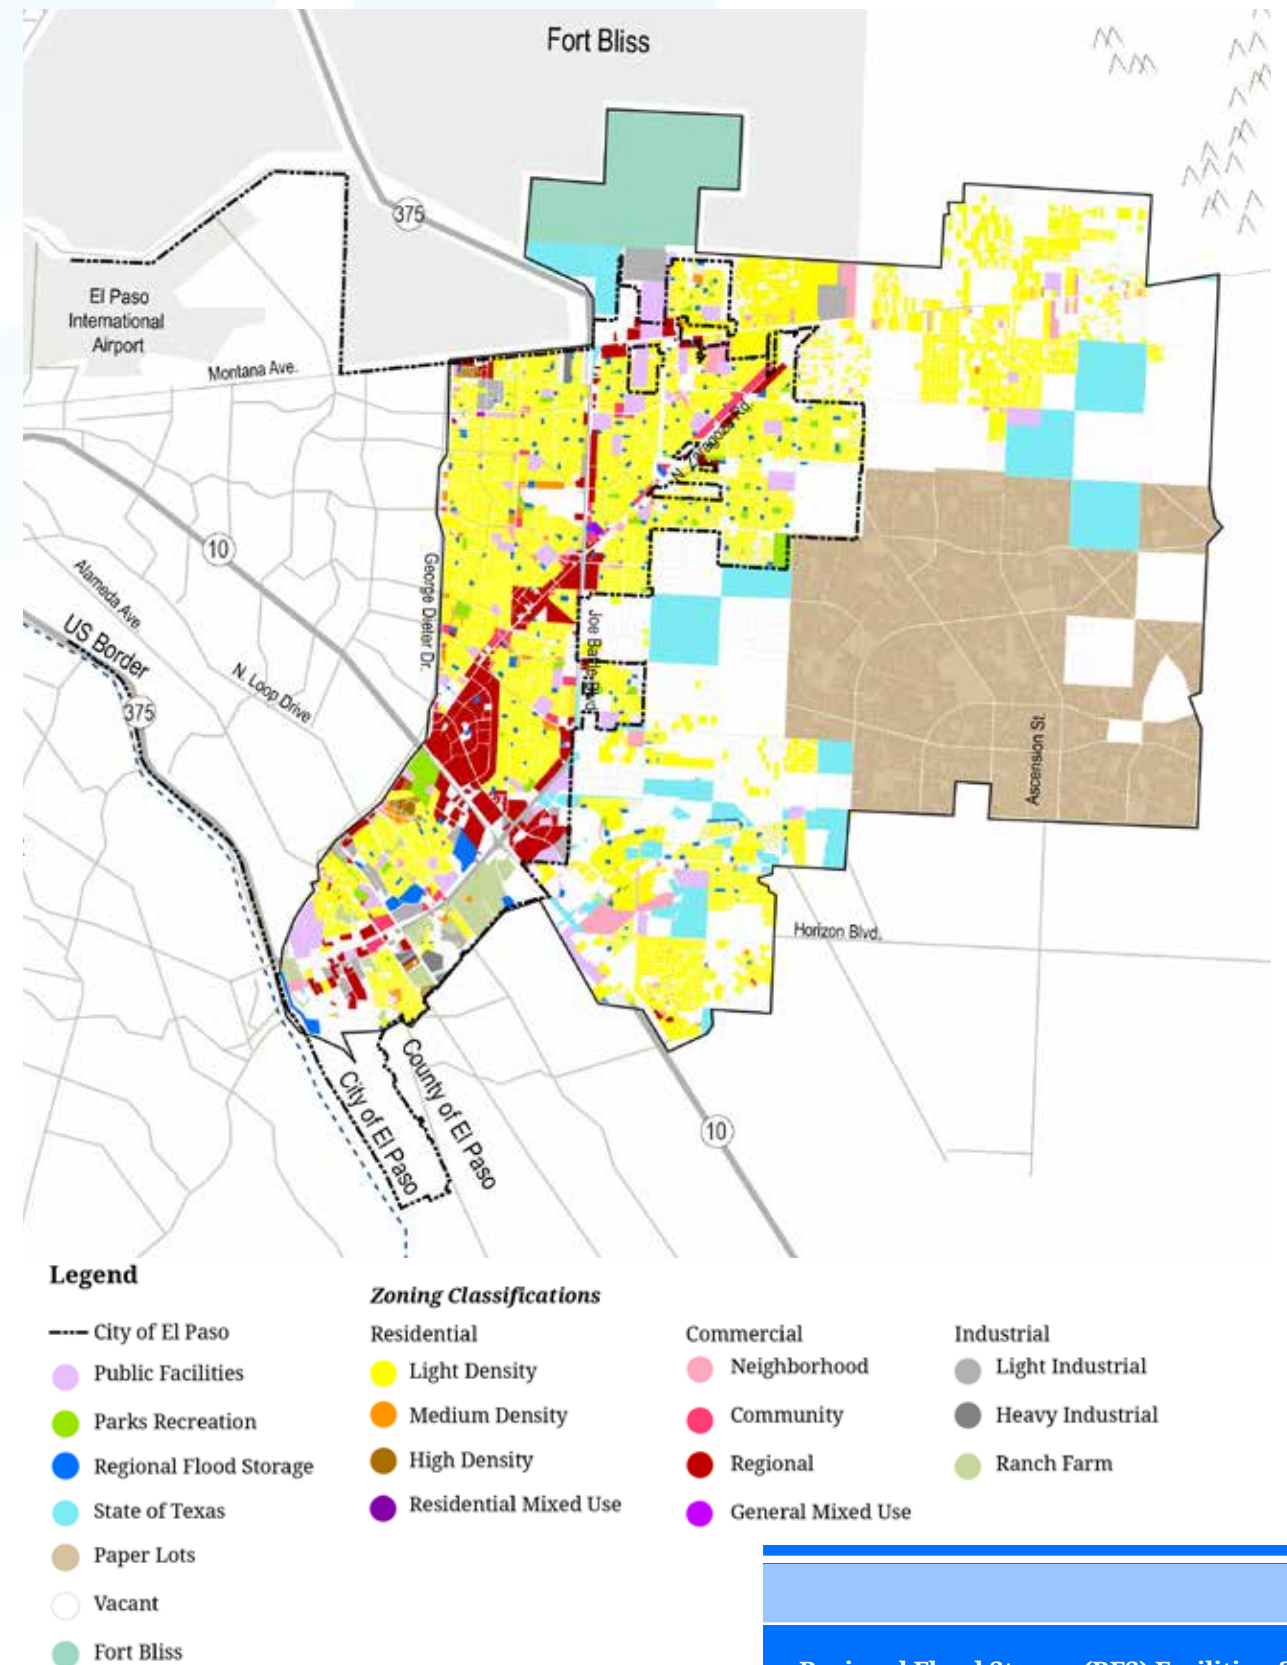 Fort Bliss
375
El Paso
International
Airport
Montana Ave.
N. Zaragoza Rd.
10
Alameda Ave.
US Border
George Dieter Dr.
Joe Battle Blvd.
N. Loop Drive
375
Ascension St.
Horizon Blvd.
County of El Paso
City of El Paso
10
Legend
City of El Paso
Public Facilities
Parks Recreation
Regional Flood Storage
State of Texas
Paper Lots
Vacant
Fort Bliss
Zoning Classifications
Residential
Light Density
Medium Density
High Density
Residential Mixed Use
Commercial
Neighborhood
Community
Regional
General Mixed Use
Industrial
Light Industrial
Heavy Industrial
Ranch Farm